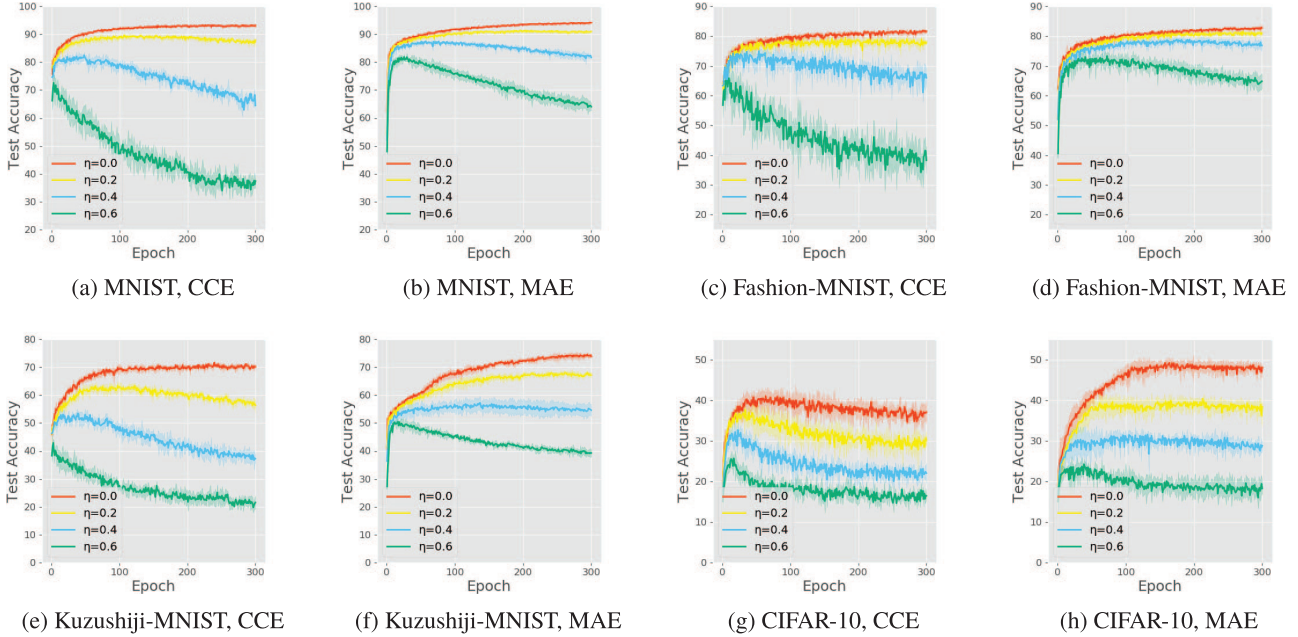 100
90
80
70
60
50
40
30
20
Test Accuracy
η=0.0
η=0.2
η=0.4
η=0.6
0 100 200 300
Epoch
(a) MNIST, CCE
100
90
80
70
60
50
40
30
20
Test Accuracy
η=0.0
η=0.2
η=0.4
η=0.6
0 100 200 300
Epoch
(b) MNIST, MAE
90
80
70
60
50
40
30
20
Test Accuracy
η=0.0
η=0.2
η=0.4
η=0.6
0 100 200 300
Epoch
(c) Fashion-MNIST, CCE
90
80
70
60
50
40
30
20
Test Accuracy
η=0.0
η=0.2
η=0.4
η=0.6
0 100 200 300
Epoch
(d) Fashion-MNIST, MAE
80
70
60
50
40
30
20
10
0
Test Accuracy
η=0.0
η=0.2
η=0.4
η=0.6
0 100 200 300
Epoch
(e) Kuzushiji-MNIST, CCE
80
70
60
50
40
30
20
10
0
Test Accuracy
η=0.0
η=0.2
η=0.4
η=0.6
0 100 200 300
Epoch
(f) Kuzushiji-MNIST, MAE
50
40
30
20
10
0
Test Accuracy
η=0.0
η=0.2
η=0.4
η=0.6
0 100 200 300
Epoch
(g) CIFAR-10, CCE
50
40
30
20
10
0
Test Accuracy
η=0.0
η=0.2
η=0.4
η=0.6
0 100 200 300
Epoch
(h) CIFAR-10, MAE